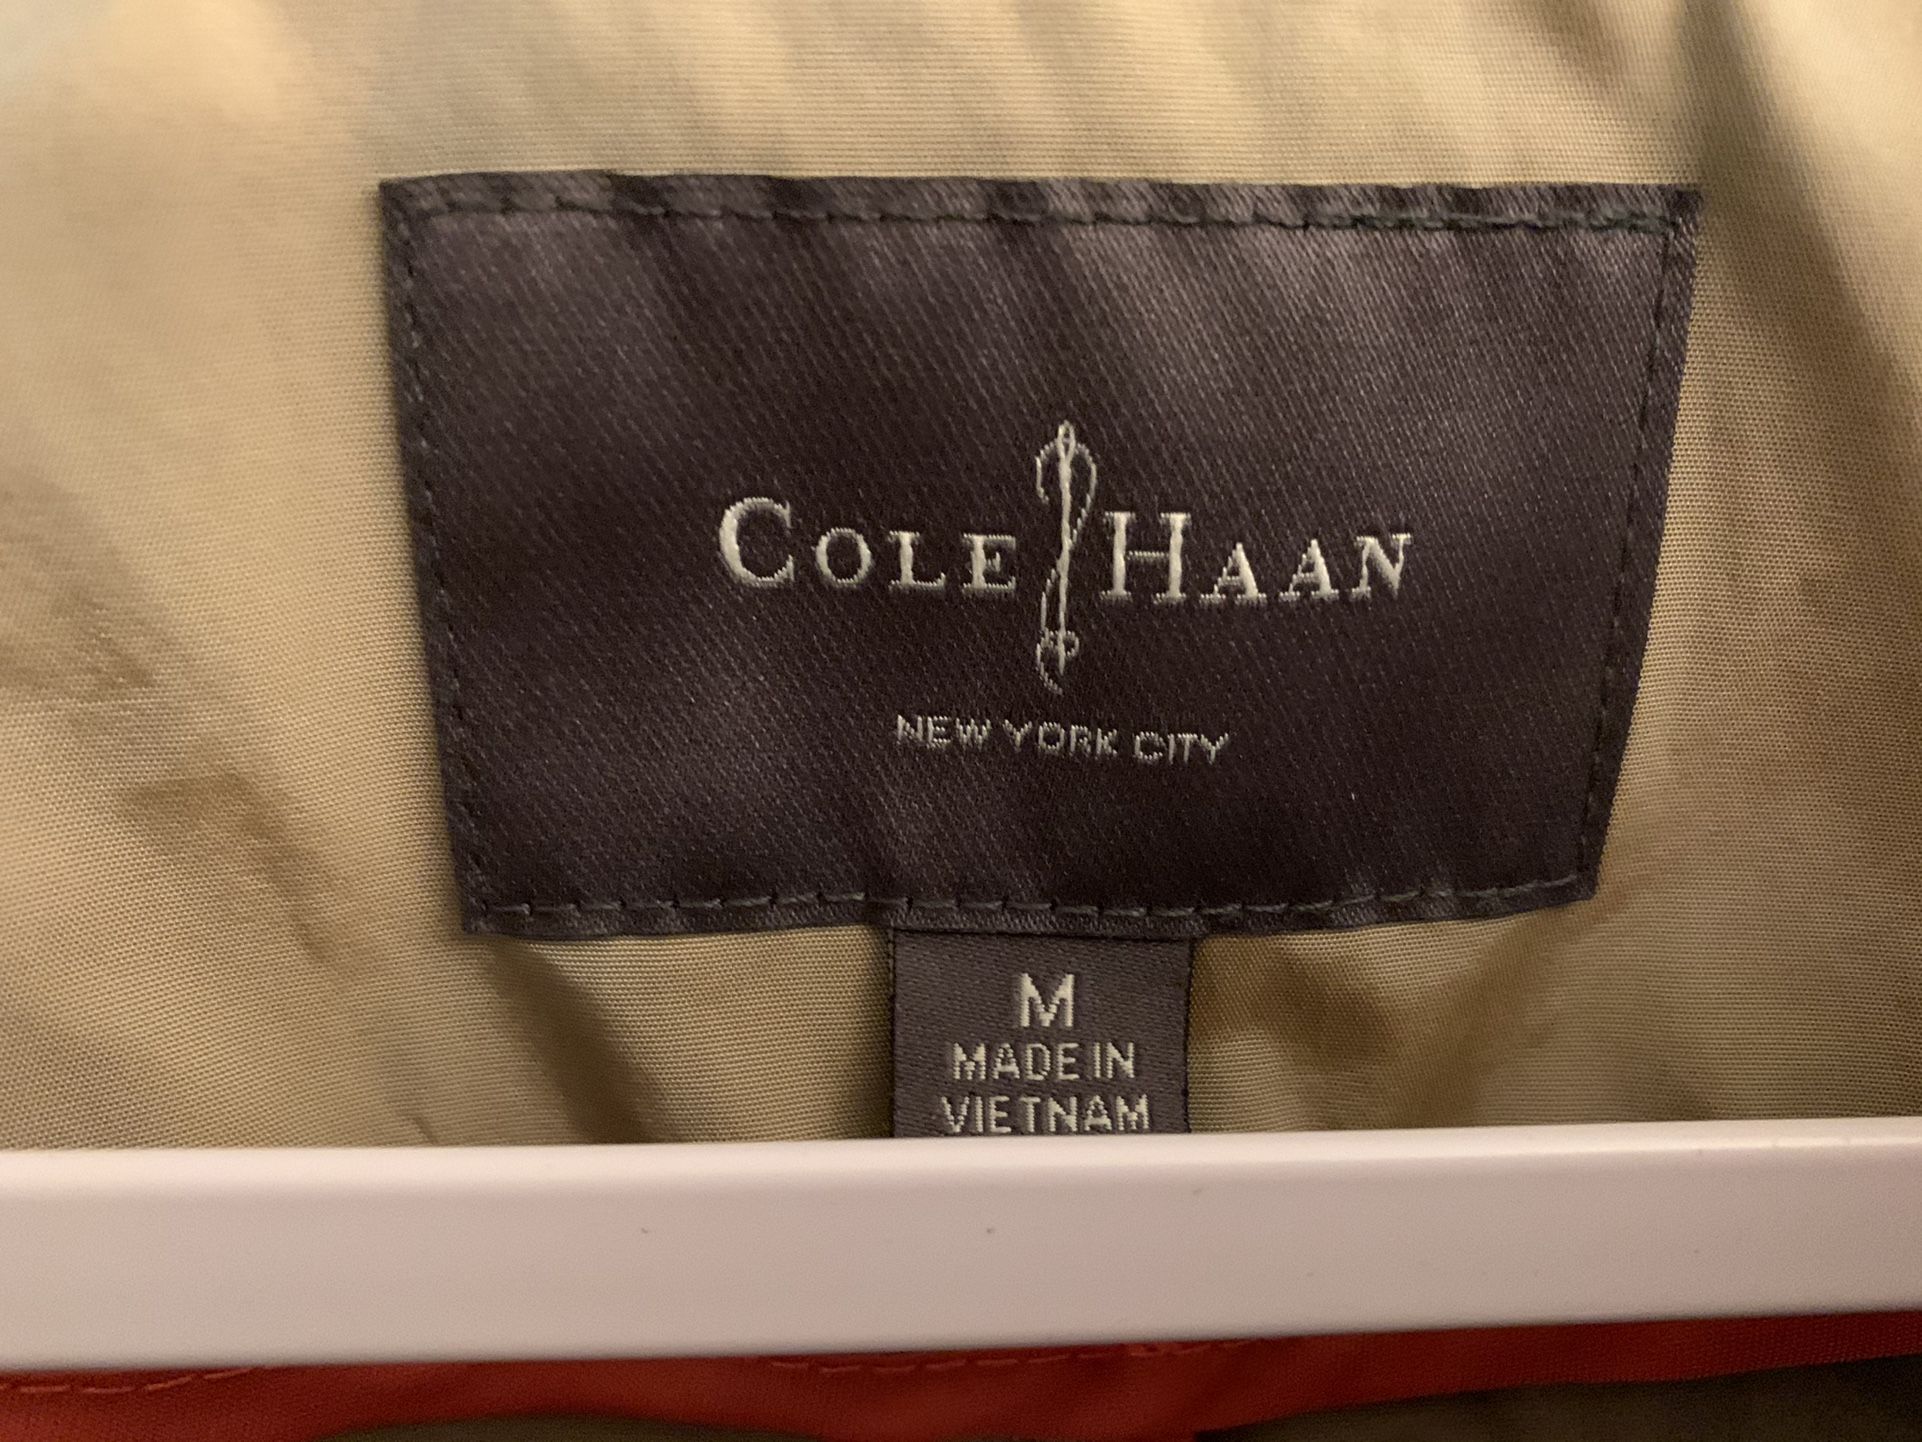 COLE HAAN
NEW YORK CITY
M
MADE IN
VIETNAM